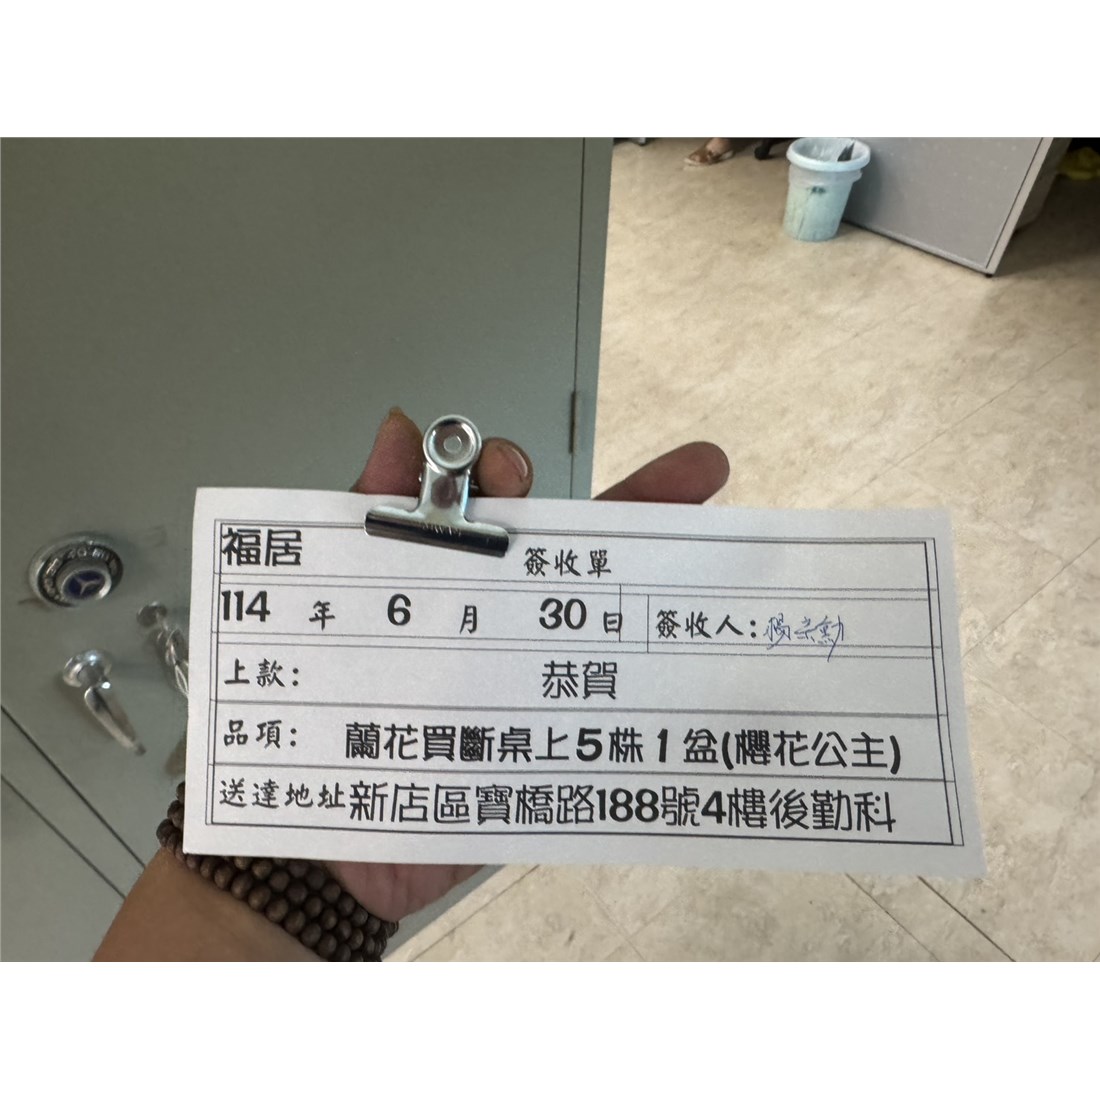 福居
簽收單
114 年 6 月 30 日 簽收人:
上款: 恭賀
品項: 蘭花買斷桌上5株1盆(櫻花公主)
送達地址新店區寶橋路188號4樓後勤科